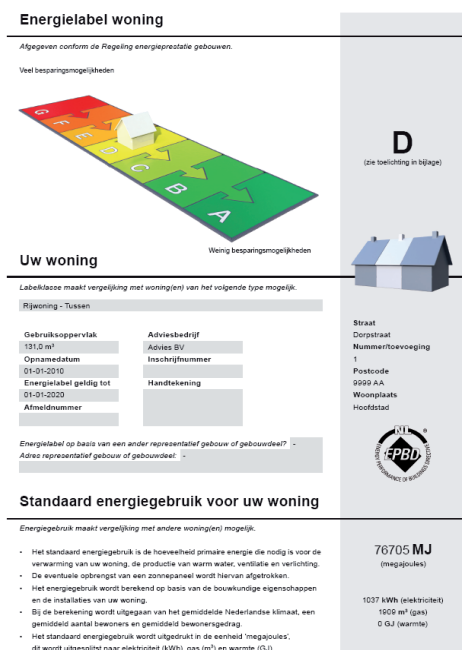 Energielabel woning
Afgegeven conform de Regeling energieprestatie gebouwen.
Veel besparingsmogelijkheden
G
F
E
D
C
B
A
Weinig besparingsmogelijkheden
D
(zie toelichting in bijlage)
Uw woning
Labelklasse maakt vergelijking met woning(en) van het volgende type mogelijk.
Rijwoning - Tussen
Gebruiksoppervlak
131,0 m²
Opnamedatum
01-01-2010
Energielabel geldig tot
01-01-2020
Afmeldnummer
Adviesbedrijf
Advies BV
Inschrijfnummer
Handtekening
Energielabel op basis van een ander representatief gebouw of gebouwdeel? -
Adres representatief gebouw of gebouwdeel: -
Straat
Dorpstraat
Nummer/toevoeging
1
Postcode
9999 AA
Woonplaats
Hoofdstad
NL
®
EPBD
ENERGY PERFORMANCE OF BUILDINGS
Standaard energiegebruik voor uw woning
Energiegebruik maakt vergelijking met andere woning(en) mogelijk.
- Het standaard energiegebruik is de hoeveelheid primaire energie die nodig is voor de
verwarming van uw woning, de productie van warm water, ventilatie en verlichting.
- De eventuele opbrengst van een zonnepaneel wordt hiervan afgetrokken.
- Het energiegebruik wordt berekend op basis van de bouwkundige eigenschappen
en de installaties van uw woning.
- Bij de berekening wordt uitgegaan van het gemiddelde Nederlandse klimaat, een
gemiddeld aantal bewoners en gemiddeld bewonersgedrag.
- Het standaard energiegebruik wordt uitgedrukt in de eenheid 'megajoules',
dit wordt uitgesplitst naar elektriciteit (kWh), gas (m³) en warmte (GJ).
76705 MJ
(megajoules)
1037 kWh (elektriciteit)
1909 m³ (gas)
0 GJ (warmte)